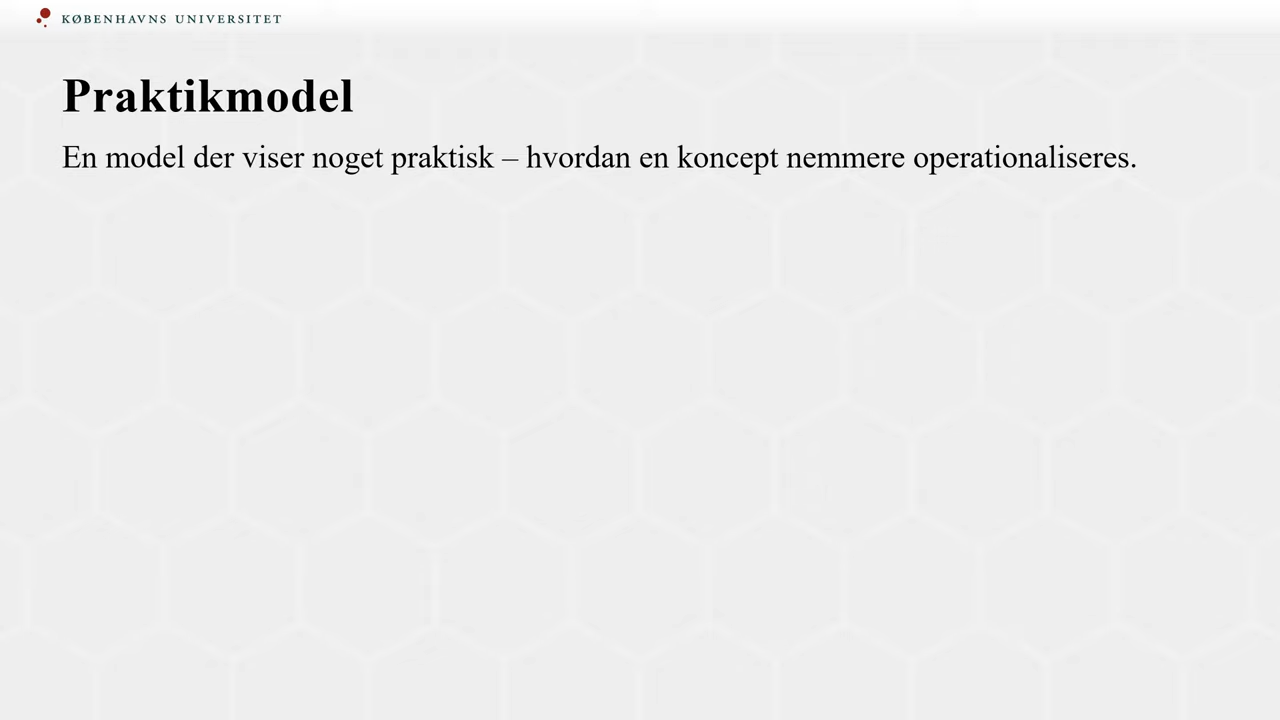 KØBENHAVNS UNIVERSITET
Praktikmodel
En model der viser noget praktisk – hvordan en koncept nemmere operationaliseres.